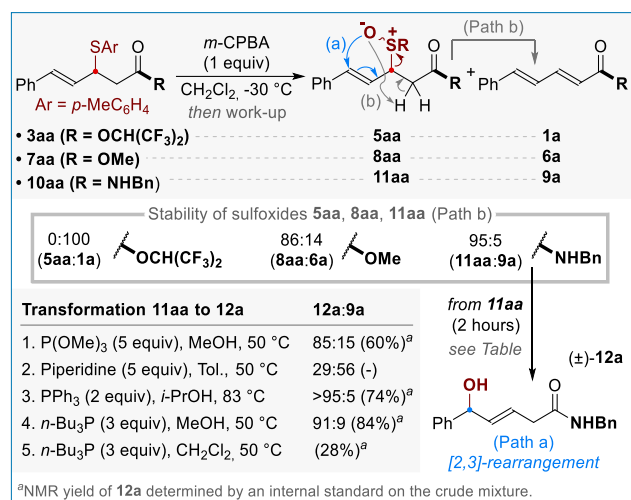 SAr
O
Ph
R
Ar = p-MeC6H4
m-CPBA
(1 equiv)
CH2Cl2, -30 °C
then work-up
(a)
O
-
+
SR
O
Ph
R
(b)
H
H
(Path b)
+
O
Ph
R
• 3aa (R = OCH(CF3)2) 5aa 1a
• 7aa (R = OMe) 8aa 6a
• 10aa (R = NHBn) 11aa 9a
Stability of sulfoxides 5aa, 8aa, 11aa (Path b)
0:100
(5aa:1a)
OCH(CF3)2
86:14
(8aa:6a)
OMe
95:5
(11aa:9a)
NHBn
Transformation 11aa to 12a 12a:9a
1. P(OMe)3 (5 equiv), MeOH, 50 °C 85:15 (60%)a
2. Piperidine (5 equiv), Tol., 50 °C 29:56 (-)
3. PPh3 (2 equiv), i-PrOH, 83 °C >95:5 (74%)a
4. n-Bu3P (3 equiv), MeOH, 50 °C 91:9 (84%)a
5. n-Bu3P (3 equiv), CH2Cl2, 50 °C (28%)a
from 11aa
(2 hours)
see Table
(±)-12a
OH
O
Ph
NHBn
(Path a)
[2,3]-rearrangement
aNMR yield of 12a determined by an internal standard on the crude mixture.